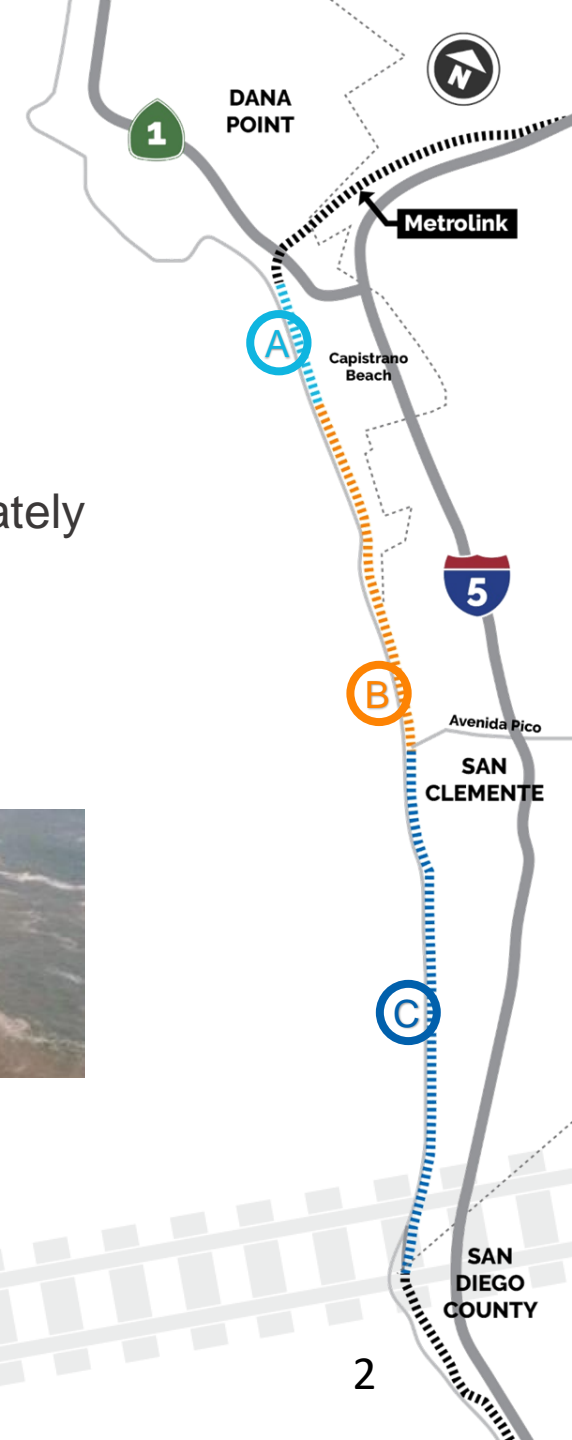 N
DANA
POINT
1
Metrolink
A
Capistrano
Beach
ately
5
B
Avenida Pico
SAN
CLEMENTE
C
SAN
DIEGO
COUNTY
2